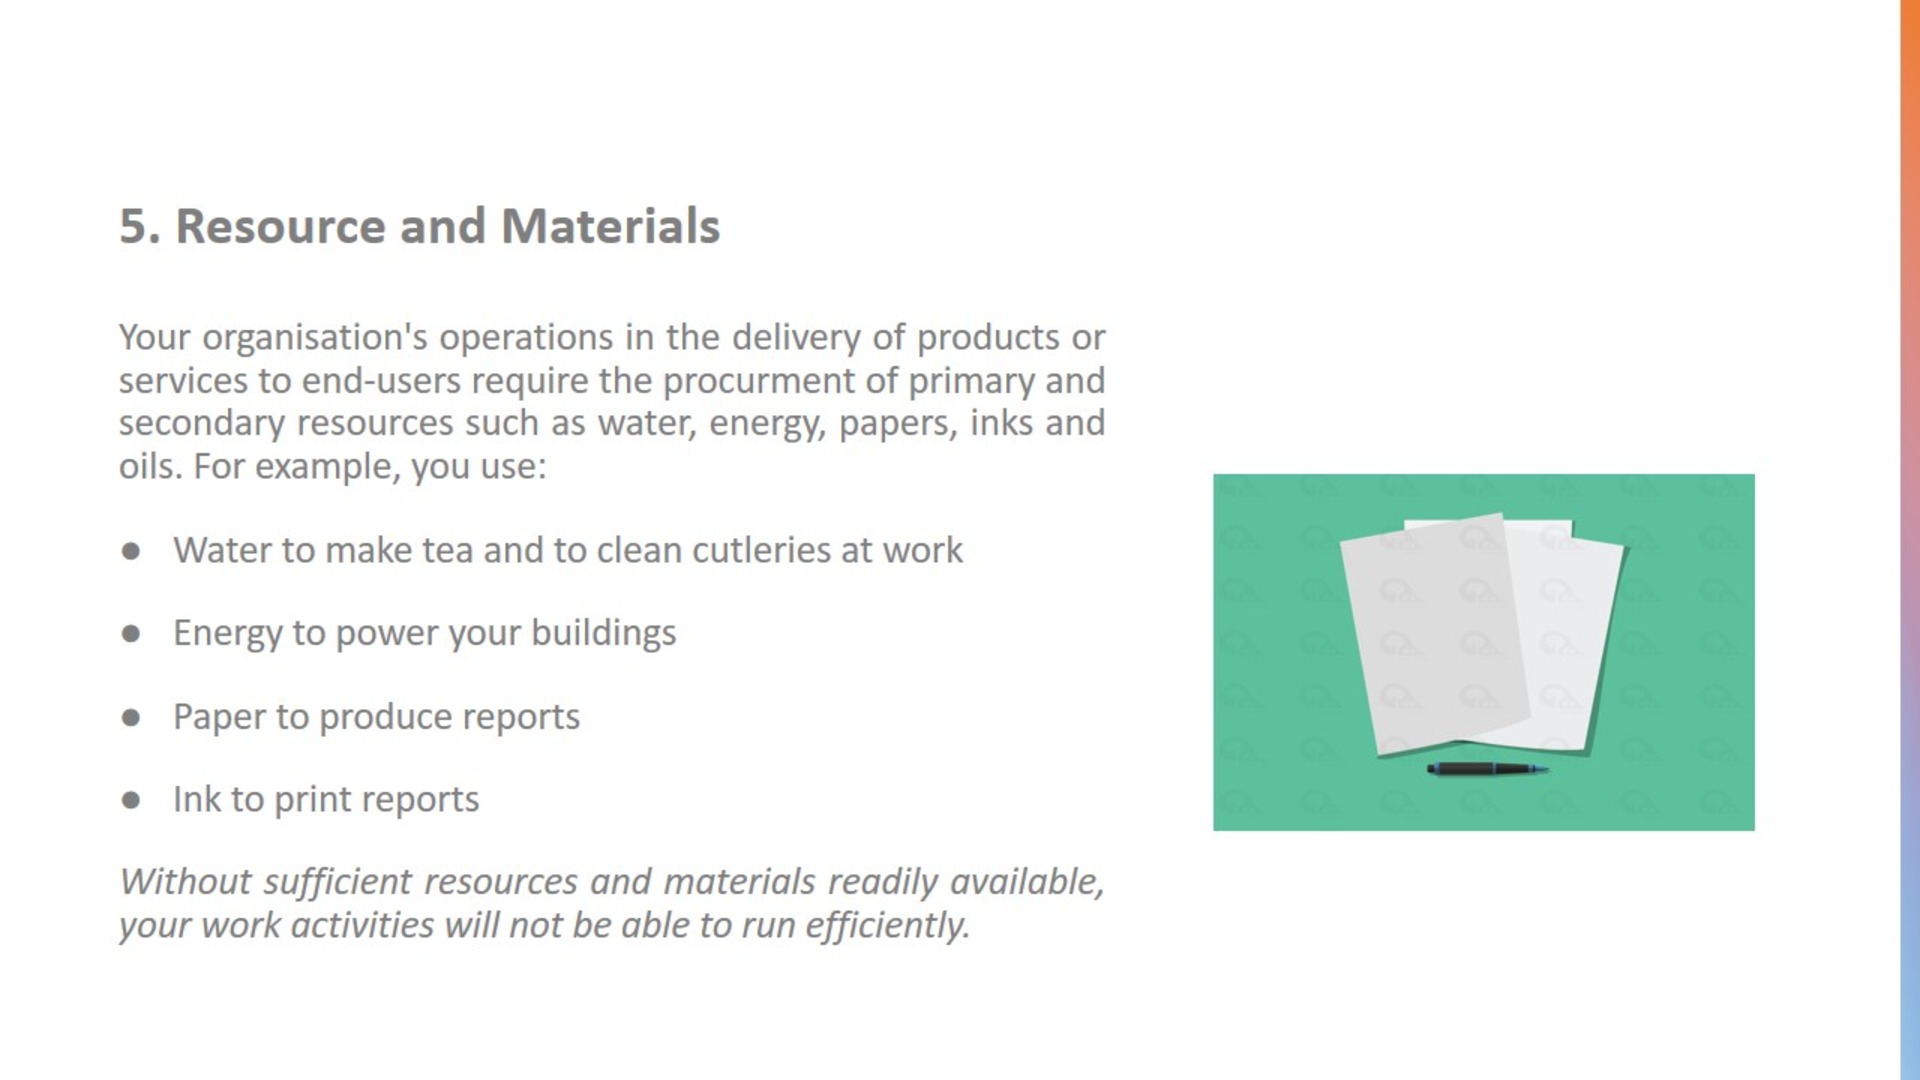 5. Resource and Materials
Your organisation's operations in the delivery of products or
services to end-users require the procurment of primary and
secondary resources such as water, energy, papers, inks and
oils. For example, you use:
● Water to make tea and to clean cutleries at work
● Energy to power your buildings
● Paper to produce reports
● Ink to print reports
Without sufficient resources and materials readily available,
your work activities will not be able to run efficiently.